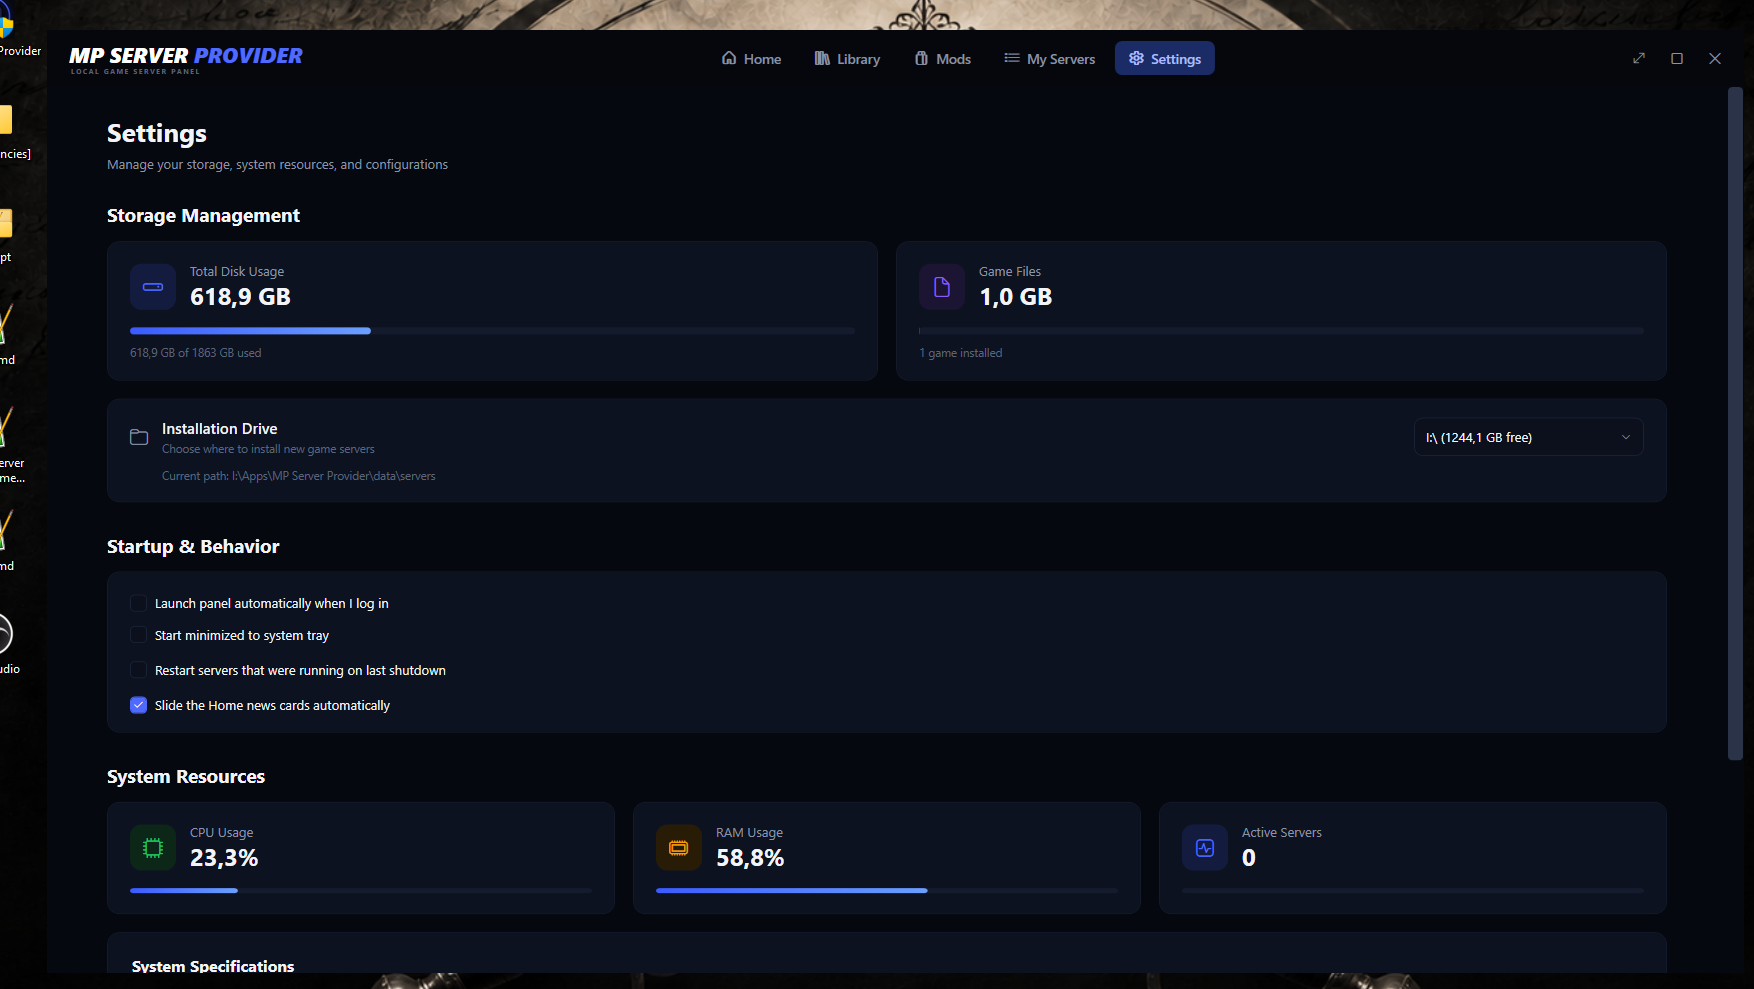 Provider
MP SERVER PROVIDER
LOCAL GAME SERVER PANEL
Home
Library
Mods
My Servers
Settings
ncies]
pt
md
erver
me...
md
udio
Settings
Manage your storage, system resources, and configurations
Storage Management
Total Disk Usage
618,9 GB
618,9 GB of 1863 GB used
Game Files
1,0 GB
1 game installed
Installation Drive
Choose where to install new game servers
Current path: I:\Apps\MP Server Provider\data\servers
I:\ (1244,1 GB free)
Startup & Behavior
Launch panel automatically when I log in
Start minimized to system tray
Restart servers that were running on last shutdown
Slide the Home news cards automatically
System Resources
CPU Usage
23,3%
RAM Usage
58,8%
Active Servers
0
System Specifications